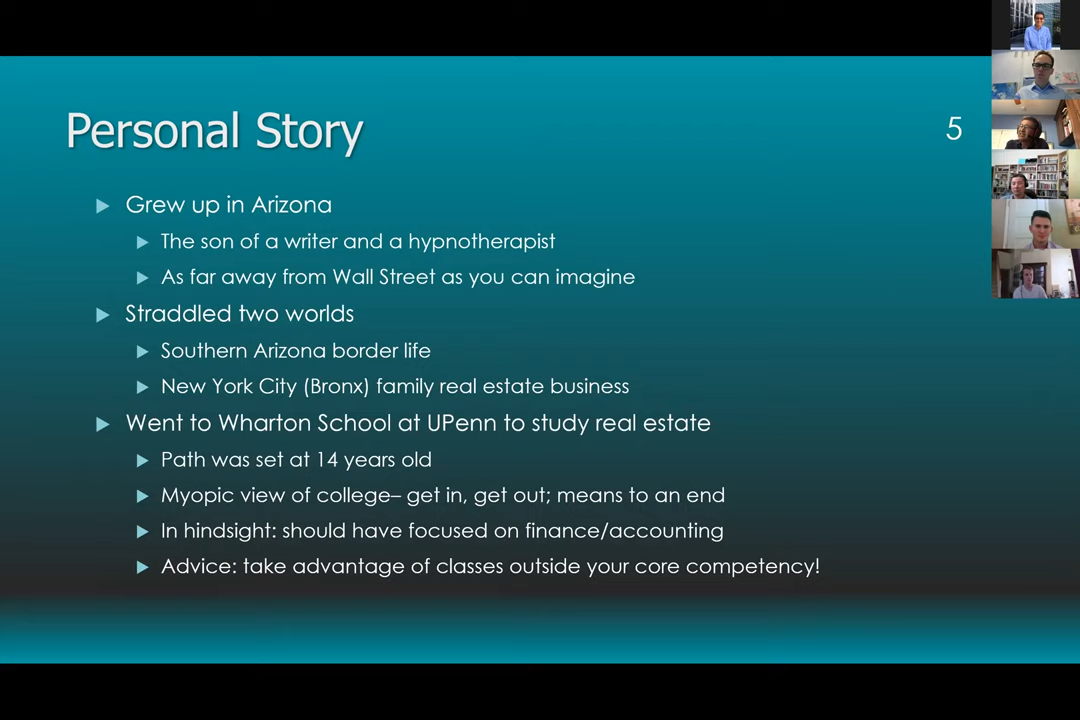 Personal Story
5
Grew up in Arizona
The son of a writer and a hypnotherapist
As far away from Wall Street as you can imagine
Straddled two worlds
Southern Arizona border life
New York City (Bronx) family real estate business
Went to Wharton School at UPenn to study real estate
Path was set at 14 years old
Myopic view of college– get in, get out; means to an end
In hindsight: should have focused on finance/accounting
Advice: take advantage of classes outside your core competency!